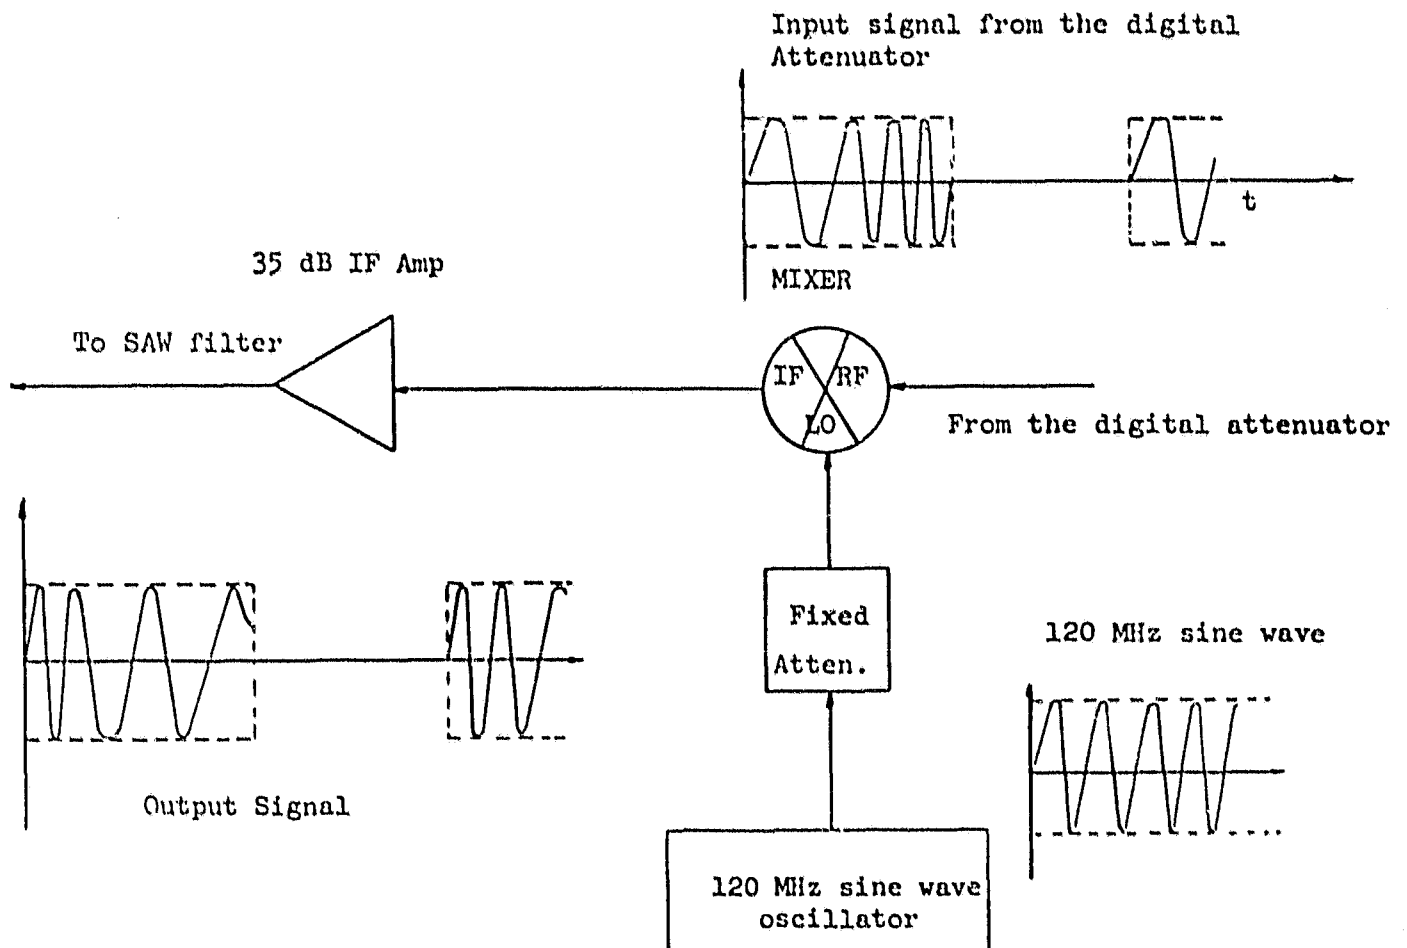 Input signal from the digital
Attenuator
t
MIXER
35 dB IF Amp
To SAW filter
IF
RF
LO
From the digital attenuator
Fixed
Atten.
120 MHz sine wave
Output Signal
120 MHz sine wave
oscillator